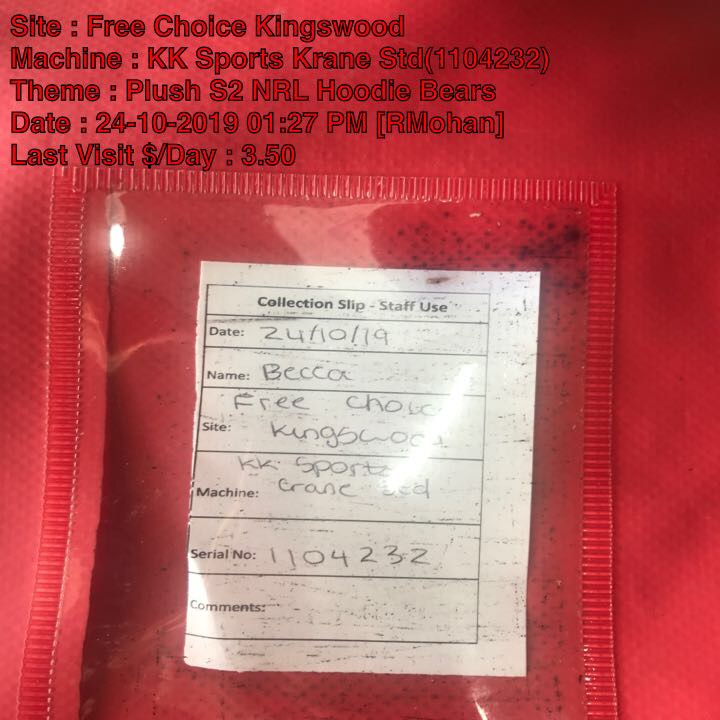 Site : Free Choice Kingswood
Machine : KK Sports Krane Std(1104232)
Theme : Plush S2 NRL Hoodie Bears
Date : 24-10-2019 01:27 PM [RMohan]
Last Visit $/Day : 3.50
Collection Slip - Staff Use
Date: 24/10/19
Name: Becca
Free Choice
Site: Kingswood
KK Sports
Machine: Crane
Serial No: 1104232
Comments: